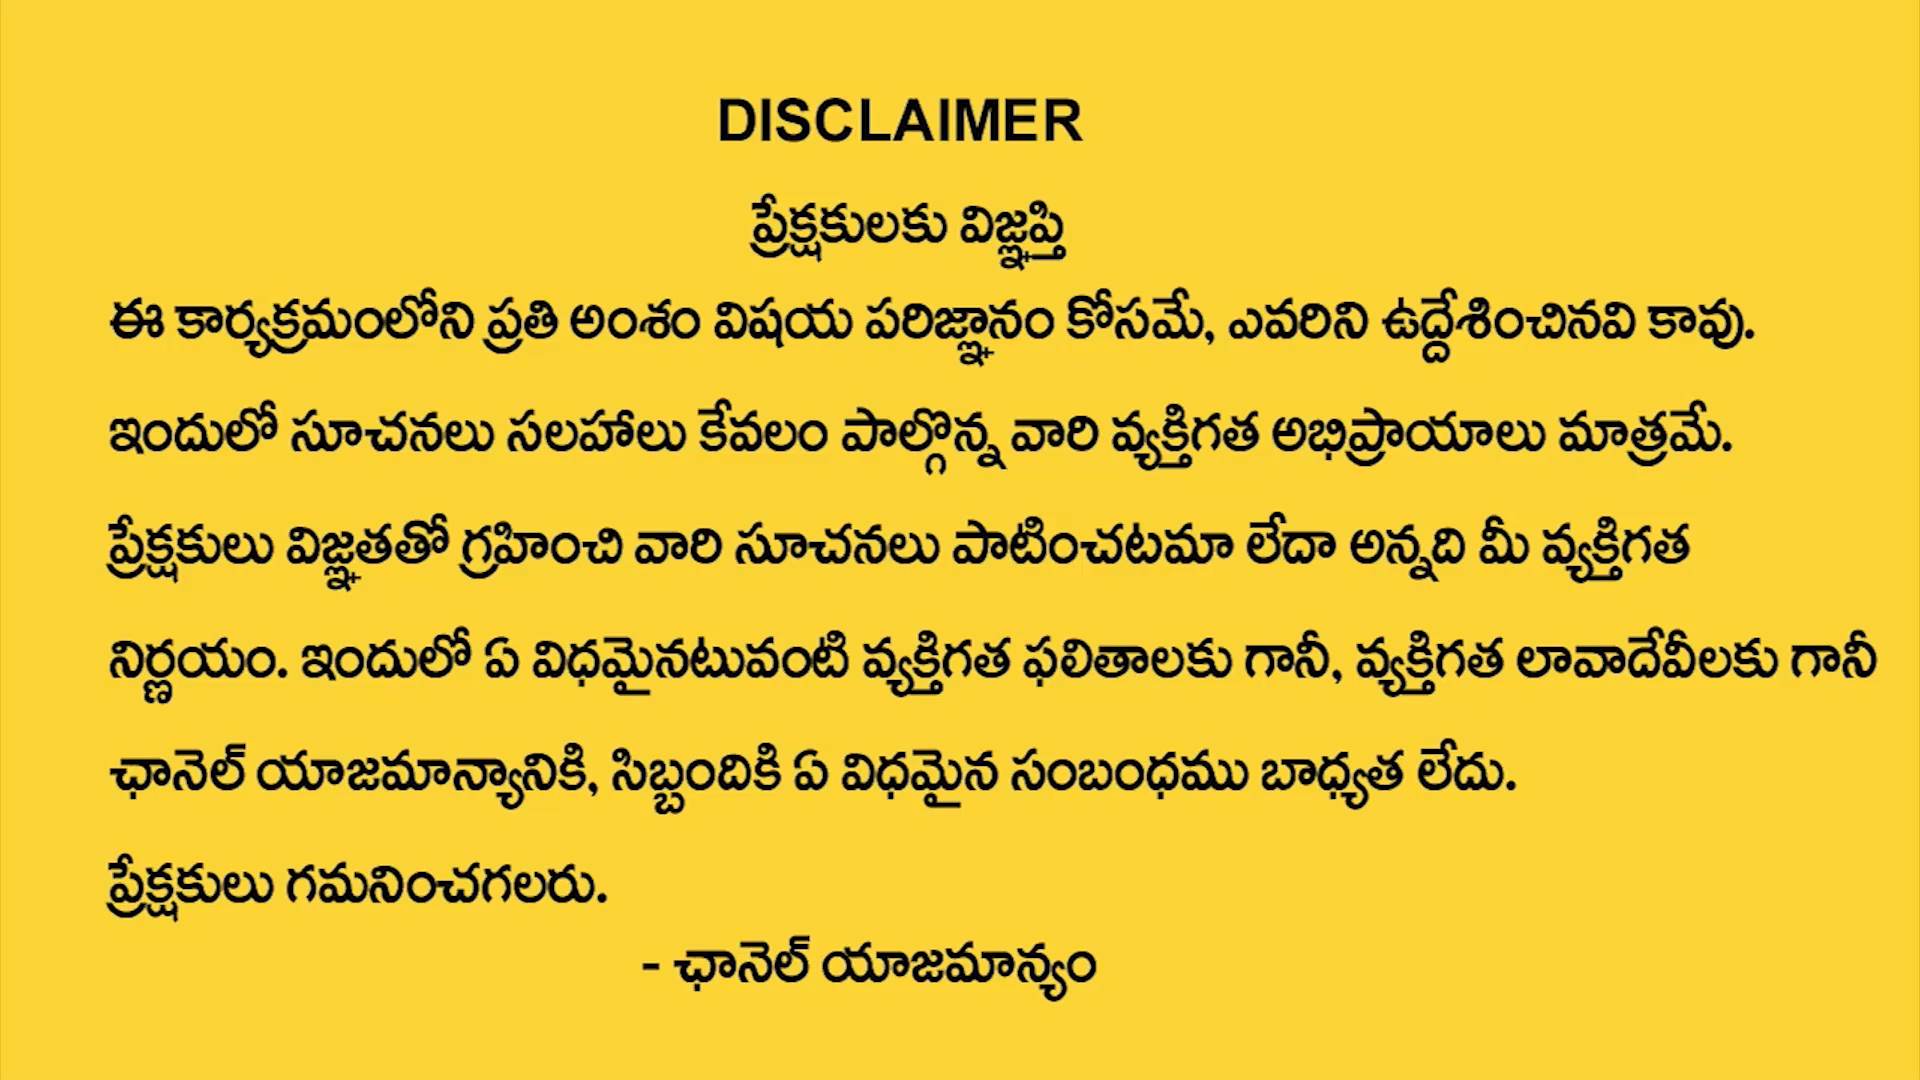 DISCLAIMER
ప్రేక్షకులకు విజ్ఞప్తి
ఈ కార్యక్రమంలోని ప్రతి అంశం విషయ పరిజ్ఞానం కోసమే, ఎవరిని ఉద్దేశించినవి కావు.
ఇందులో సూచనలు సలహాలు కేవలం పాల్గొన్న వారి వ్యక్తిగత అభిప్రాయాలు మాత్రమే.
ప్రేక్షకులు విజ్ఞతతో గ్రహించి వారి సూచనలు పాటించటమా లేదా అన్నది మీ వ్యక్తిగత
నిర్ణయం. ఇందులో ఏ విధమైనటువంటి వ్యక్తిగత ఫలితాలకు గానీ, వ్యక్తిగత లావాదేవీలకు గానీ
ఛానెల్ యాజమాన్యానికి, సిబ్బందికి ఏ విధమైన సంబంధము బాధ్యత లేదు.
ప్రేక్షకులు గమనించగలరు.
- ఛానెల్ యాజమాన్యం